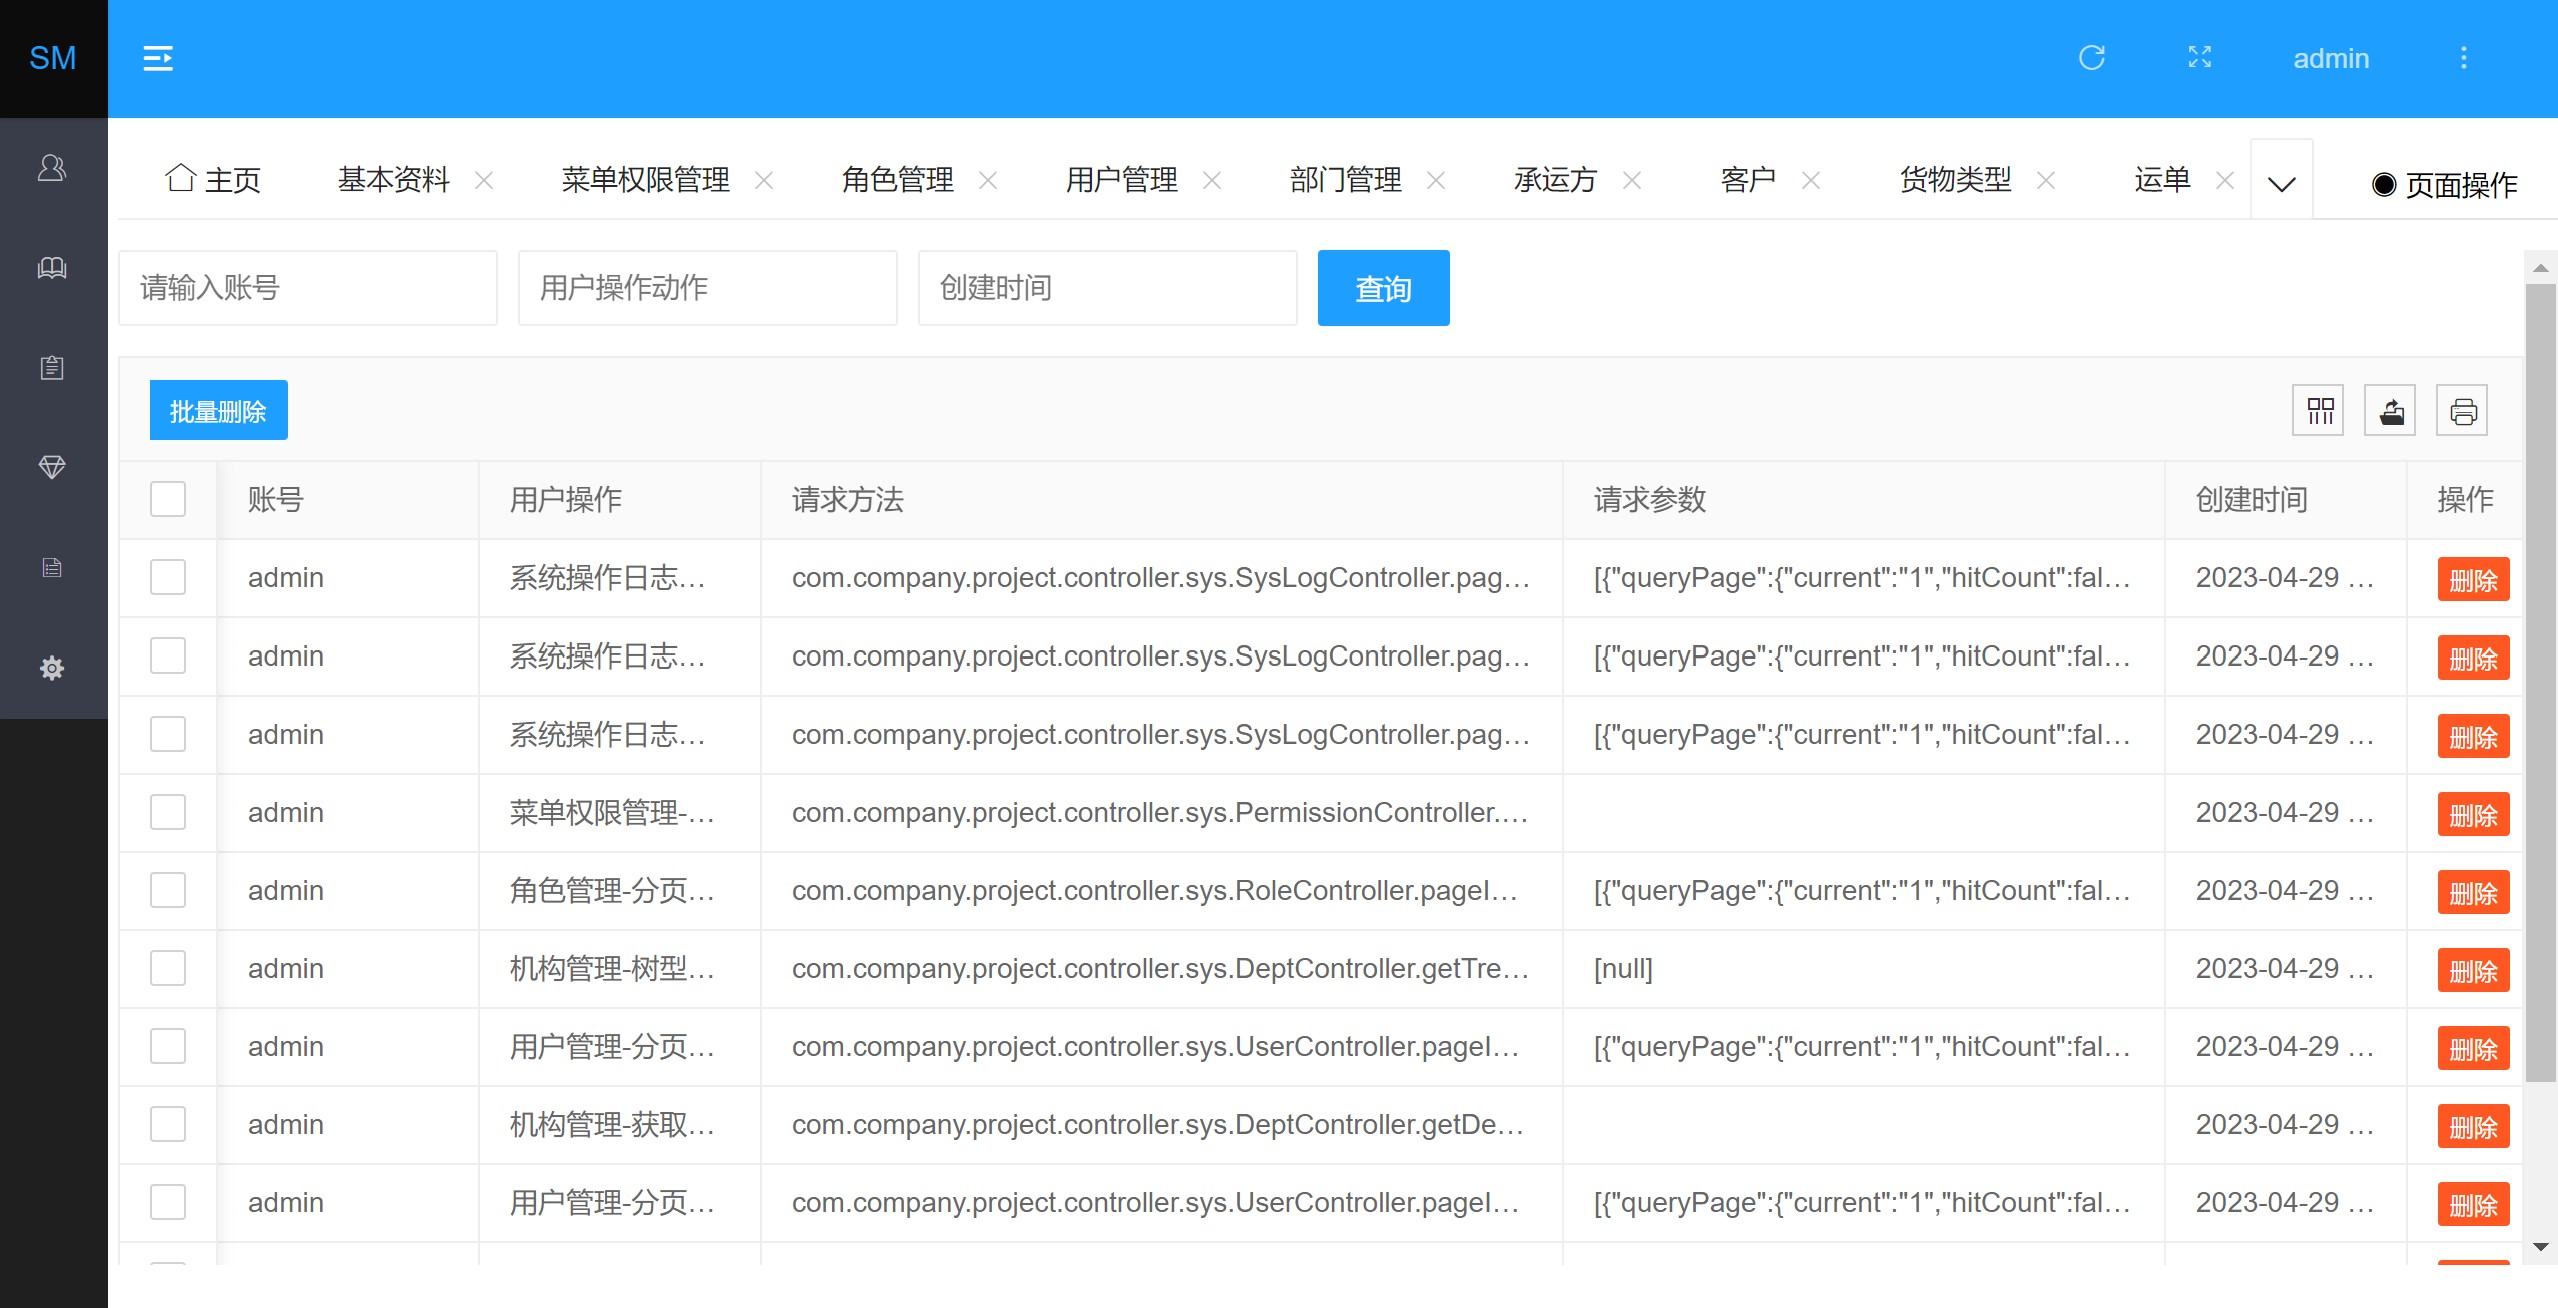 SM
admin
主页 基本资料 菜单权限管理 角色管理 用户管理 部门管理 承运方 客户 货物类型 运单 页面操作
请输入账号 用户操作动作 创建时间 查询
批量删除
账号 用户操作 请求方法 请求参数 创建时间 操作
admin 系统操作日志... com.company.project.controller.sys.SysLogController.pag... [{"queryPage":{"current":"1","hitCount":fal... 2023-04-29 ... 删除
admin 系统操作日志... com.company.project.controller.sys.SysLogController.pag... [{"queryPage":{"current":"1","hitCount":fal... 2023-04-29 ... 删除
admin 系统操作日志... com.company.project.controller.sys.SysLogController.pag... [{"queryPage":{"current":"1","hitCount":fal... 2023-04-29 ... 删除
admin 菜单权限管理-... com.company.project.controller.sys.PermissionController.... 2023-04-29 ... 删除
admin 角色管理-分页... com.company.project.controller.sys.RoleController.pageI... [{"queryPage":{"current":"1","hitCount":fal... 2023-04-29 ... 删除
admin 机构管理-树型... com.company.project.controller.sys.DeptController.getTre... [null] 2023-04-29 ... 删除
admin 用户管理-分页... com.company.project.controller.sys.UserController.pageI... [{"queryPage":{"current":"1","hitCount":fal... 2023-04-29 ... 删除
admin 机构管理-获取... com.company.project.controller.sys.DeptController.getDe... 2023-04-29 ... 删除
admin 用户管理-分页... com.company.project.controller.sys.UserController.pageI... [{"queryPage":{"current":"1","hitCount":fal... 2023-04-29 ... 删除